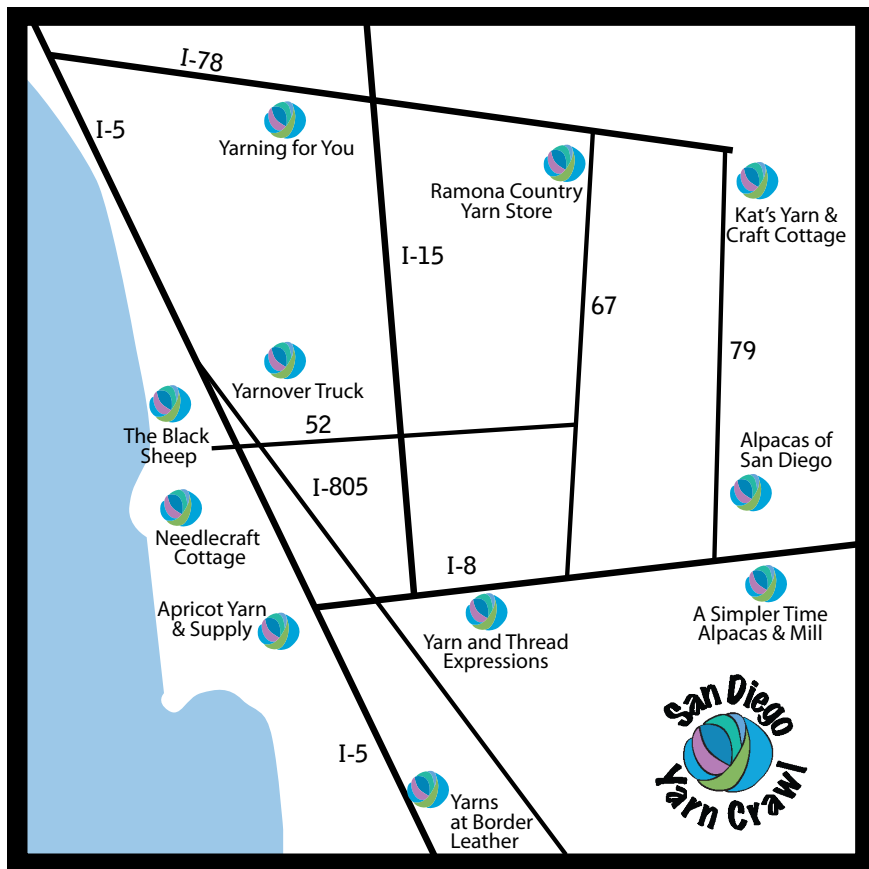 I-78
I-5
Yarning for You
Ramona Country
Yarn Store
Kat's Yarn &
Craft Cottage
I-15
67
79
Yarnover Truck
52
The Black
Sheep
Alpacas of
San Diego
I-805
Needlecraft
Cottage
I-8
Apricot Yarn
& Supply
Yarn and Thread
Expressions
A Simpler Time
Alpacas & Mill
San Diego
Yarn Crawl
I-5
Yarns
at Border
Leather